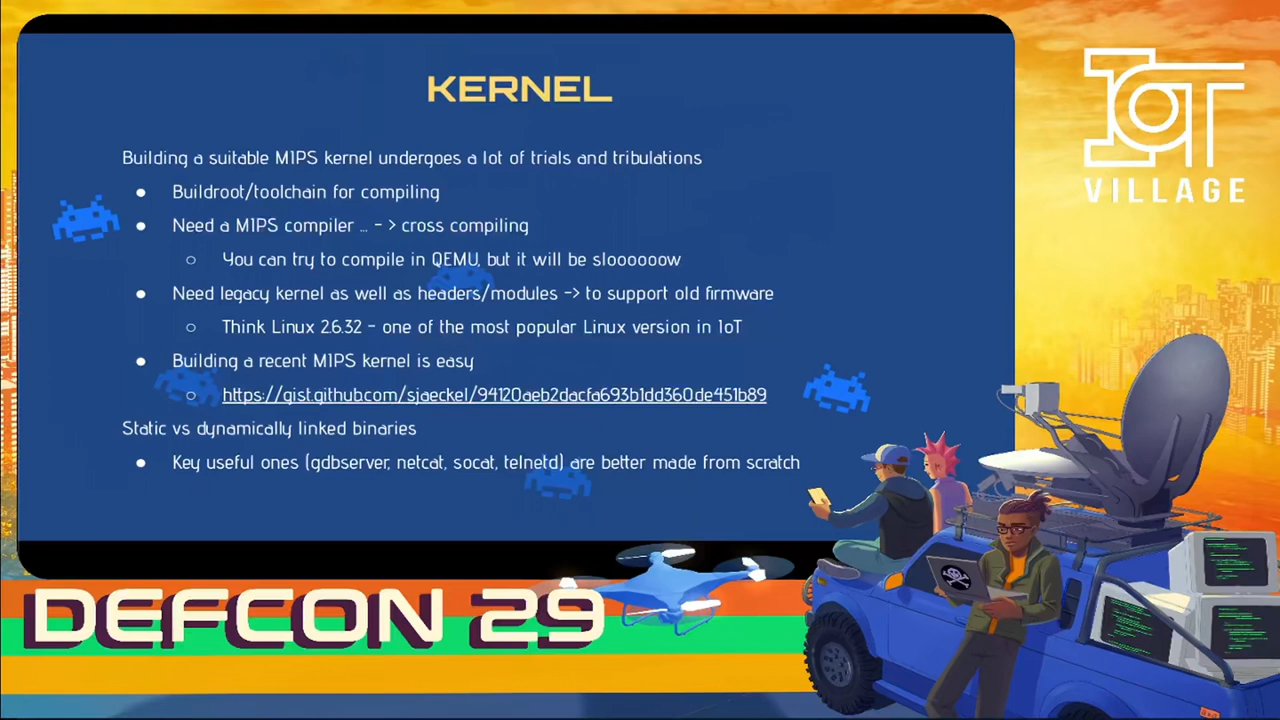 KERNEL
Building a suitable MIPS kernel undergoes a lot of trials and tribulations
● Buildroot/toolchain for compiling
● Need a MIPS compiler ... - > cross compiling
○ You can try to compile in QEMU, but it will be sloooooow
● Need legacy kernel as well as headers/modules -> to support old firmware
○ Think Linux 2.6.32 - one of the most popular Linux version in IoT
● Building a recent MIPS kernel is easy
○ https://gist.github.com/sjaeckel/94120aeb2dacfa693b1dd360de451b89
Static vs dynamically linked binaries
● Key useful ones (gdbserver, netcat, socat, telnetd) are better made from scratch
IOT
VILLAGE
DEFCON 29